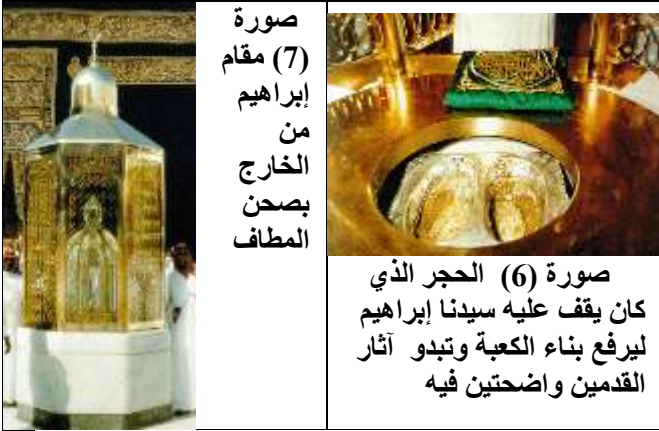 صورة
(7) مقام
إبراهيم
من
الخارج
بصحن
المطاف
صورة (6) الحجر الذي
كان يقف عليه سيدنا إبراهيم
ليرفع بناء الكعبة وتبدو آثار
القدمين واضحتين فيه